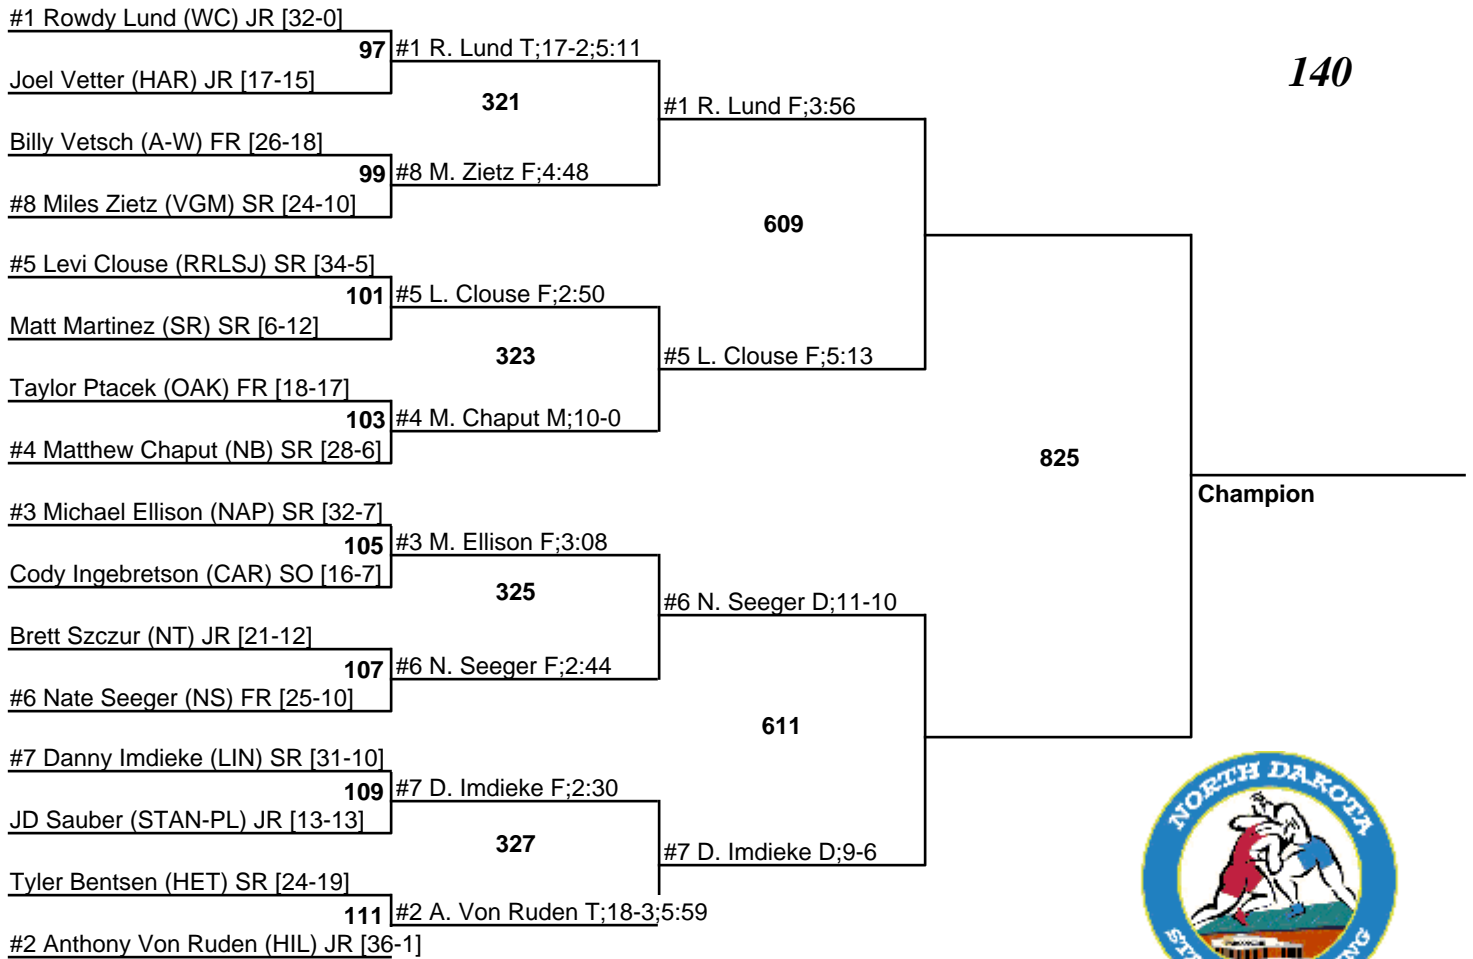 #1 Rowdy Lund (WC) JR [32-0]
97 #1 R. Lund T;17-2;5:11
140
Joel Vetter (HAR) JR [17-15]
321
#1 R. Lund F;3:56
Billy Vetsch (A-W) FR [26-18]
99 #8 M. Zietz F;4:48
#8 Miles Zietz (VGM) SR [24-10]
609
#5 Levi Clouse (RRLSJ) SR [34-5]
101 #5 L. Clouse F;2:50
Matt Martinez (SR) SR [6-12]
323
#5 L. Clouse F;5:13
Taylor Ptacek (OAK) FR [18-17]
103 #4 M. Chaput M;10-0
#4 Matthew Chaput (NB) SR [28-6]
825
Champion
#3 Michael Ellison (NAP) SR [32-7]
105 #3 M. Ellison F;3:08
Cody Ingebretson (CAR) SO [16-7]
325
#6 N. Seeger D;11-10
Brett Szczur (NT) JR [21-12]
107 #6 N. Seeger F;2:44
#6 Nate Seeger (NS) FR [25-10]
611
#7 Danny Imdieke (LIN) SR [31-10]
109 #7 D. Imdieke F;2:30
JD Sauber (STAN-PL) JR [13-13]
327
#7 D. Imdieke D;9-6
Tyler Bentsen (HET) SR [24-19]
111 #2 A. Von Ruden T;18-3;5:59
#2 Anthony Von Ruden (HIL) JR [36-1]
NORTH DAKOTA